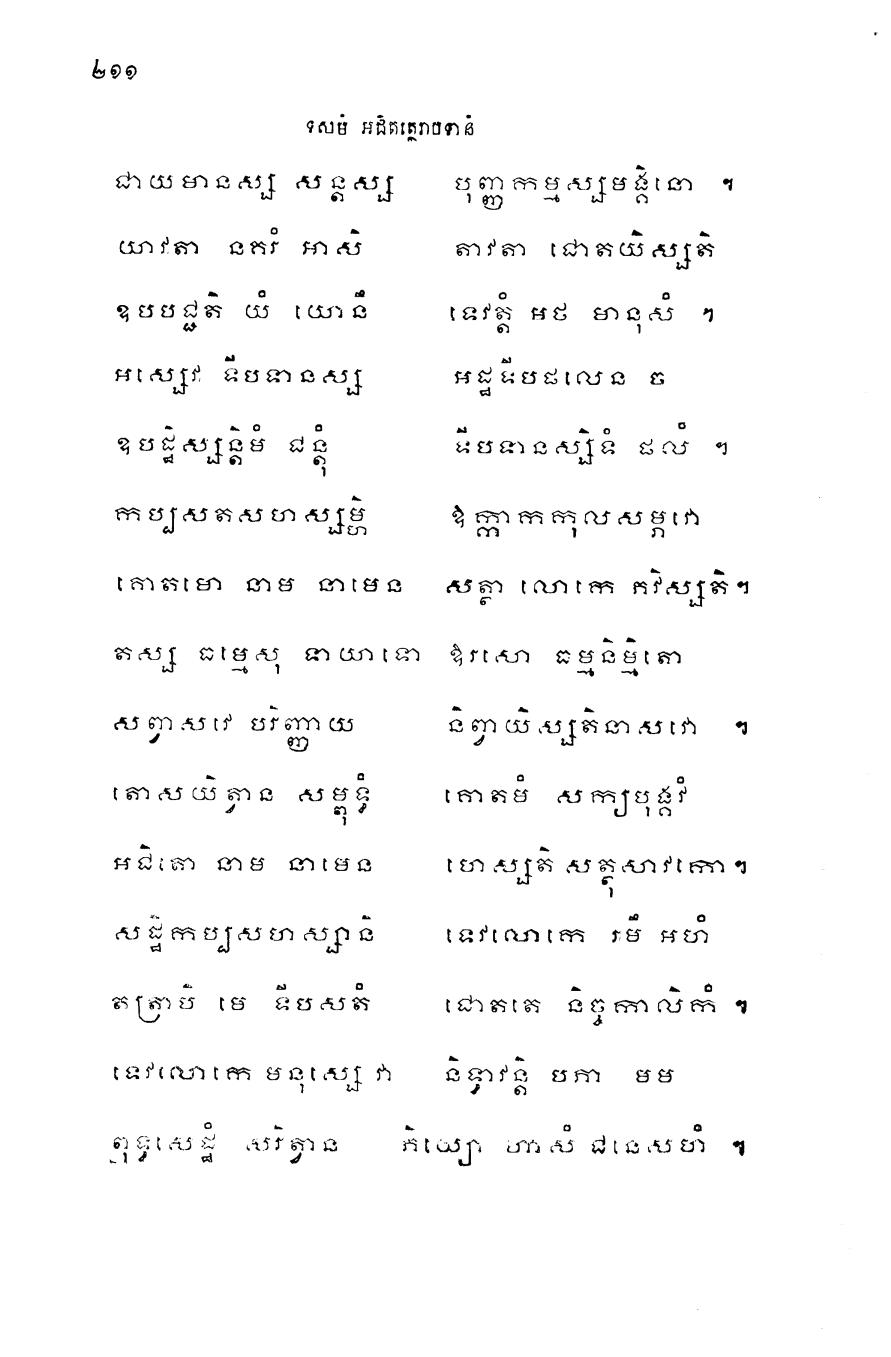 ២១១
ទសមំ អជិតត្ថេរាបទានំ
ជាយមានស្ស សន្តស្ស បុញ្ញកម្មស្សមង្គិនោ ។
យាវតា នគរំ អាសិ តាវតា ជោតយិស្សតិ
ឧបបជ្ជតិ យំ យោនឹ ទេវត្តំ អថ មានុសំ ។
អស្សេវ ទីបទានស្ស អដ្ឋទីបផលេន ច
ឧបដ្ឋិស្សន្តិមំ ជន្តុំ ទីបទានស្សិទំ ផលំ ។
កប្បសតសហស្សម្ហិ ឱក្កាកកុលសម្ភវោ
គោតមោ នាម នាមេន សត្ថា លោកេ ភវិស្សតិ។
តស្ស ធម្មេសុ ទាយាទោ ឱរសោ ធម្មនិម្មិតោ
សព្វាសវេ បរិញ្ញាយ និព្វាយិស្សតិនាសវោ ។
តោសយិត្វាន សម្ពុទ្ធំ គោតមំ សក្យបុង្គវំ
អជិតោ នាម នាមេន ហេស្សតិ សត្ថុសាវកោ។
សដ្ឋិកប្បសហស្សានិ ទេវលោកេ រមឹ អហំ
តត្រាបិ មេ ទីបសតំ ជោតតេ និច្ចកាលិកំ ។
ទេវលោកេ មនុស្សេ វា និទ្ធាវន្តិ បភា មម
ពុទ្ធសេដ្ឋំ សរិត្វាន ភិយ្យោ ហាសំ ជនេសហំ ។